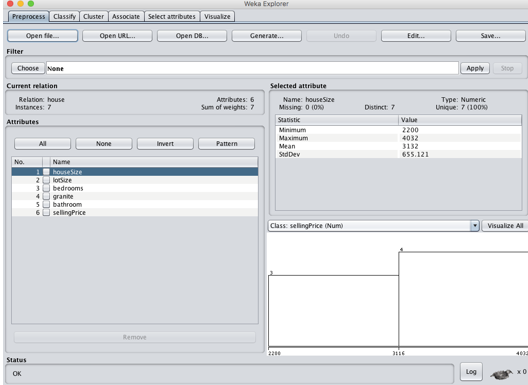 Weka Explorer
Preprocess Classify Cluster Associate Select attributes Visualize
Open file... Open URL... Open DB... Generate... Undo Edit... Save...
Filter
Choose None Apply Stop
Current relation
Relation: house Attributes: 6
Instances: 7 Sum of weights: 7
Attributes
All None Invert Pattern
No. Name
1 houseSize
2 lotSize
3 bedrooms
4 granite
5 bathroom
6 sellingPrice
Remove
Selected attribute
Name: houseSize Type: Numeric
Missing: 0 (0%) Distinct: 7 Unique: 7 (100%)
Statistic Value
Minimum 2200
Maximum 4032
Mean 3132
StdDev 655.121
Class: sellingPrice (Num) Visualize All
4
3
2200 3116 4032
Status
OK Log x 0